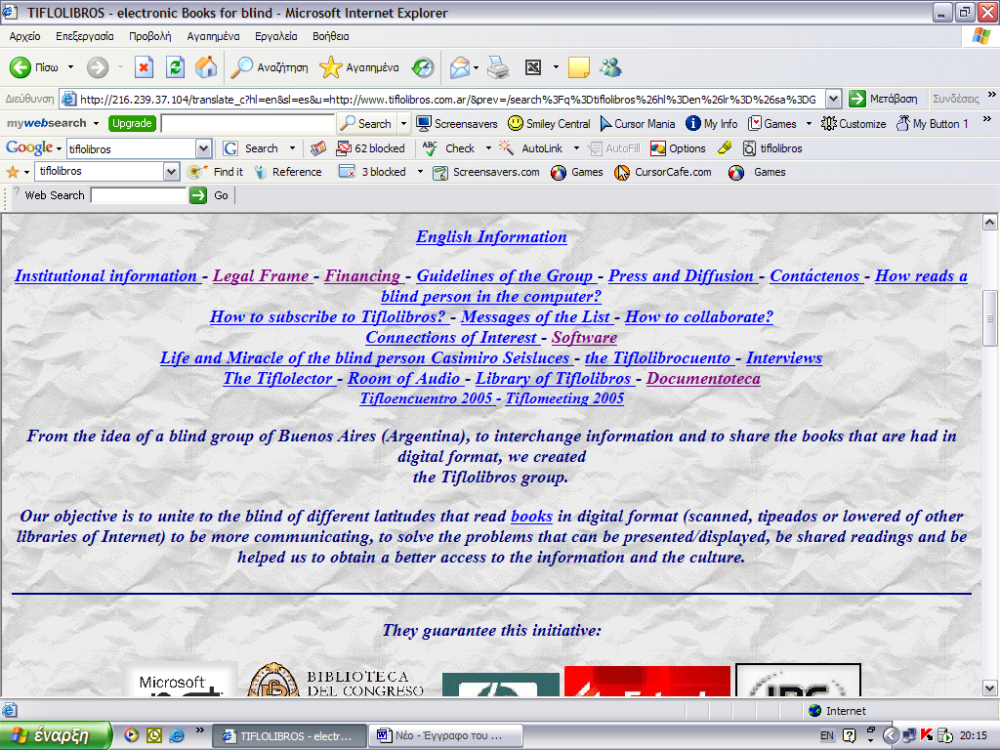 TIFLOLIBROS - electronic Books for blind - Microsoft Internet Explorer
Αρχείο Επεξεργασία Προβολή Αγαπημένα Εργαλεία Βοήθεια
Πίσω Αναζήτηση Αγαπημένα
Διεύθυνση http://216.239.37.104/translate_c?hl=en&sl=es&u=http://www.tiflolibros.com.ar/&prev=/search%3Fq%3Dtiflolibros%26hl%3Den%26lr%3D%26sa%3DG Μετάβαση Συνδέσεις »
mywebsearch Upgrade Search Screensavers Smiley Central Cursor Mania My Info Games Customize My Button 1 »
Google tiflolibros G Search 62 blocked ABC Check AutoLink AutoFill Options tiflolibros
tiflolibros Find it Reference 3 blocked Screensavers.com Games CursorCafe.com Games
? Web Search Go
English Information
Institutional information - Legal Frame - Financing - Guidelines of the Group - Press and Diffusion - Contáctenos - How reads a
blind person in the computer?
How to subscribe to Tiflolibros? - Messages of the List - How to collaborate?
Connections of Interest - Software
Life and Miracle of the blind person Casimiro Seisluces - the Tiflolibrocuento - Interviews
The Tiflolector - Room of Audio - Library of Tiflolibros - Documentoteca
Tifloencuentro 2005 - Tiflomeeting 2005
From the idea of a blind group of Buenos Aires (Argentina), to interchange information and to share the books that are had in
digital format, we created
the Tiflolibros group.
Our objective is to unite to the blind of different latitudes that read books in digital format (scanned, tipeados or lowered of other
libraries of Internet) to be more communicating, to solve the problems that can be presented/displayed, be shared readings and be
helped us to obtain a better access to the information and the culture.
They guarantee this initiative:
Microsoft BIBLIOTECA
DEL CONGRESO
Internet
έναρξη » TIFLOLIBROS - electr... Νέο - Έγγραφο του ... EN ? 20:15